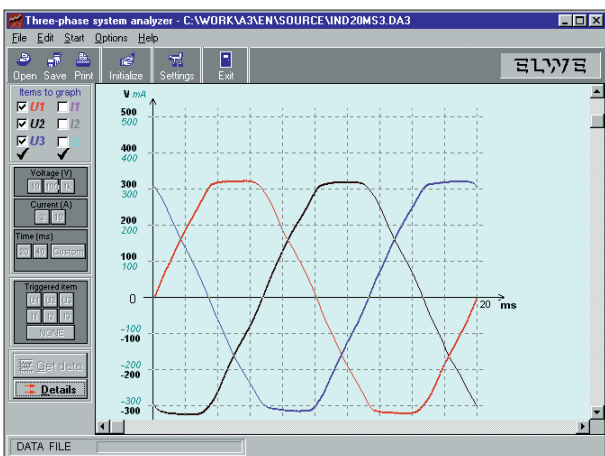 Three-phase system analyzer - C:\WORK\A3\EN\SOURCE\IND20MS3.DA3
File Edit Start Options Help
Open Save Print Initialize Settings Exit
ELWE
Items to graph
U1 I1
U2 I2
U3
Voltage (V)
10 100 1k
Current (A)
2 10
Time (ms)
20 40 Custom
Triggered item
U1 U2 U3
I1 I2 I3
NONE
Get data
Details
V mA
500
500
400
400
300
300
200
200
100
100
0
20 ms
-100
-100
-200
-200
-300
-300
DATA FILE